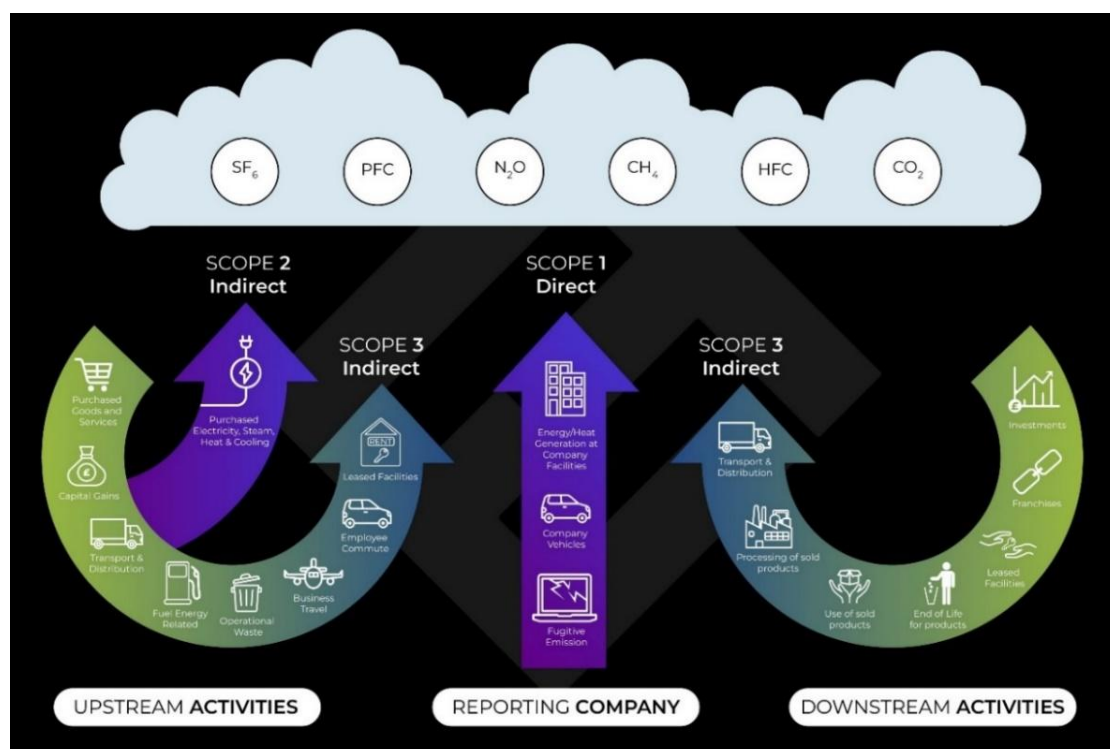 SF6
PFC
N2O
CH4
HFC
CO2
SCOPE 2
Indirect
SCOPE 1
Direct
SCOPE 3
Indirect
SCOPE 3
Indirect
Purchased
Goods and
Services
Capital Gains
Transport &
Distribution
Fuel Energy
Related
Operational
Waste
Business
Travel
Employee
Commute
RENT
Leased Facilities
Purchased
Electricity, Steam,
Heat & Cooling
Energy/Heat
Generation at
Company
Facilities
Company
Vehicles
Fugitive
Emission
Transport &
Distribution
Processing of sold
products
Use of sold
products
End of Life
for products
Leased
Facilities
Franchises
£
Investments
£
UPSTREAM ACTIVITIES
REPORTING COMPANY
DOWNSTREAM ACTIVITIES